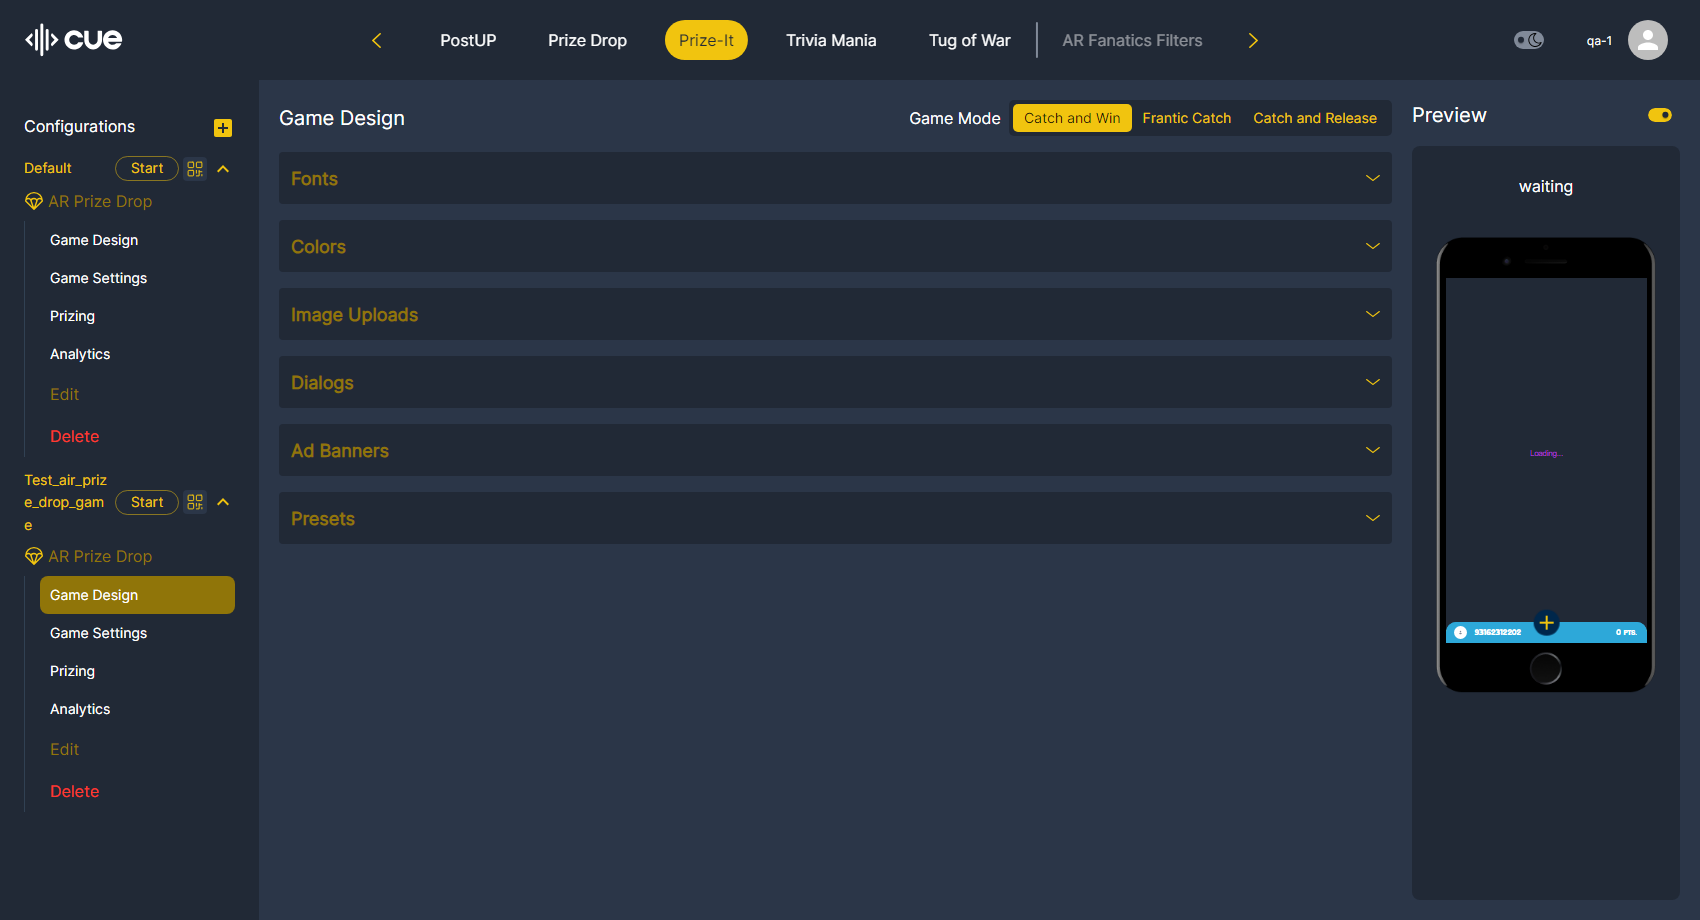 cue
PostUP
Prize Drop
Prize-It
Trivia Mania
Tug of War
AR Fanatics Filters
qa-1
Configurations
Default
Start
AR Prize Drop
Game Design
Game Settings
Prizing
Analytics
Edit
Delete
Test_air_priz
e_drop_gam
e
Start
AR Prize Drop
Game Design
Game Settings
Prizing
Analytics
Edit
Delete
Game Design
Game Mode
Catch and Win
Frantic Catch
Catch and Release
Fonts
Colors
Image Uploads
Dialogs
Ad Banners
Presets
Preview
waiting
Loading...
93162312202
0 PTS.